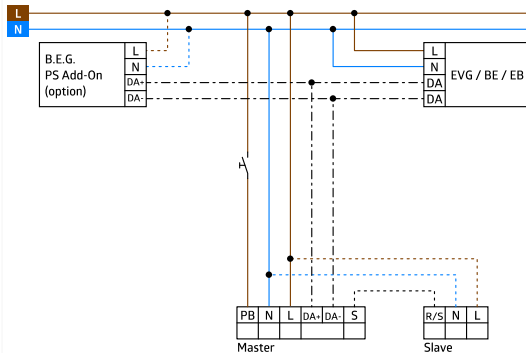 L
N
B.E.G.
PS Add-On
(option)
L
N
DA+
DA-
L
N
DA
DA
EVG / BE / EB
PB N L DA+ DA- S
R/S N L
Master
Slave